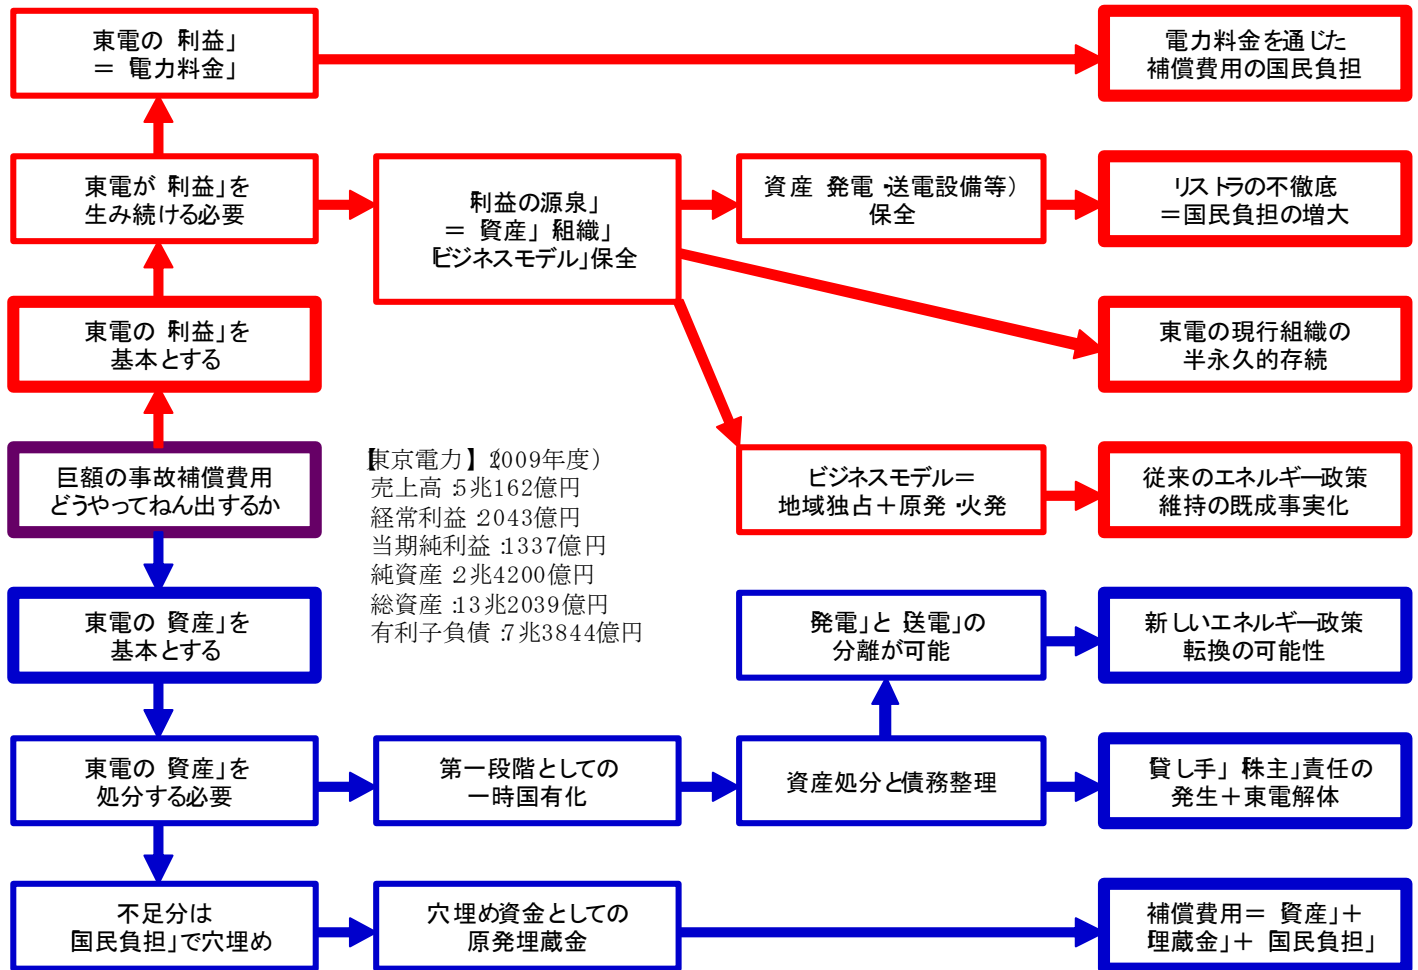 東電の「利益」
＝「電力料金」
電力料金を通じた
補償費用の国民負担
東電が「利益」を
生み続ける必要
「利益の源泉」
＝「資産」「組織」
「ビジネスモデル」保全
資産（発電・送電設備等）
保全
リストラの不徹底
＝国民負担の増大
東電の「利益」を
基本とする
東電の現行組織の
半永久的存続
巨額の事故補償費用
どうやってねん出するか
【東京電力】（2009年度）
売上高：5兆162億円
経常利益：2043億円
当期純利益：1337億円
純資産：2兆4200億円
総資産：13兆2039億円
有利子負債：7兆3844億円
ビジネスモデル＝
地域独占＋原発・火発
従来のエネルギー政策
維持の既成事実化
東電の「資産」を
基本とする
「発電」と「送電」の
分離が可能
新しいエネルギー政策
転換の可能性
東電の「資産」を
処分する必要
第一段階としての
一時国有化
資産処分と債務整理
「貸し手」「株主」責任の
発生＋東電解体
不足分は
「国民負担」で穴埋め
穴埋め資金としての
原発埋蔵金
補償費用＝「資産」＋
「埋蔵金」＋「国民負担」